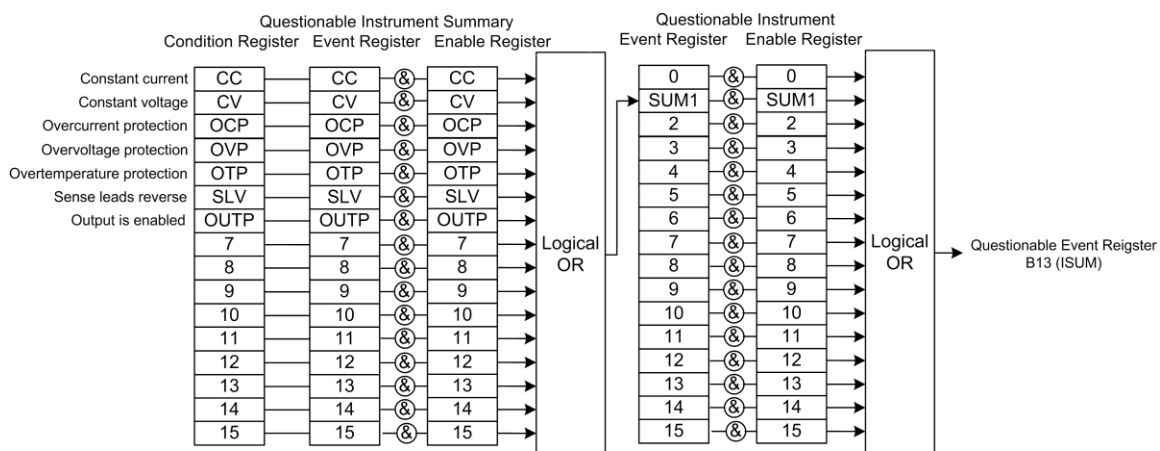 Questionable Instrument Summary
Condition Register Event Register Enable Register
Questionable Instrument
Event Register Enable Register
Constant current CC CC & CC 0 & 0
Constant voltage CV CV & CV SUM1 & SUM1
Overcurrent protection OCP OCP & OCP 2 & 2
Overvoltage protection OVP OVP & OVP 3 & 3
Overtemperature protection OTP OTP & OTP 4 & 4
Sense leads reverse SLV SLV & SLV 5 & 5
Output is enabled OUTP OUTP & OUTP 6 & 6
7 7 & 7 7 & 7
8 8 & 8 8 & 8
9 9 & 9 9 & 9
10 10 & 10 10 & 10
11 11 & 11 11 & 11
12 12 & 12 12 & 12
13 13 & 13 13 & 13
14 14 & 14 14 & 14
15 15 & 15 15 & 15
Logical
OR
Logical
OR
Questionable Event Reigster
B13 (ISUM)